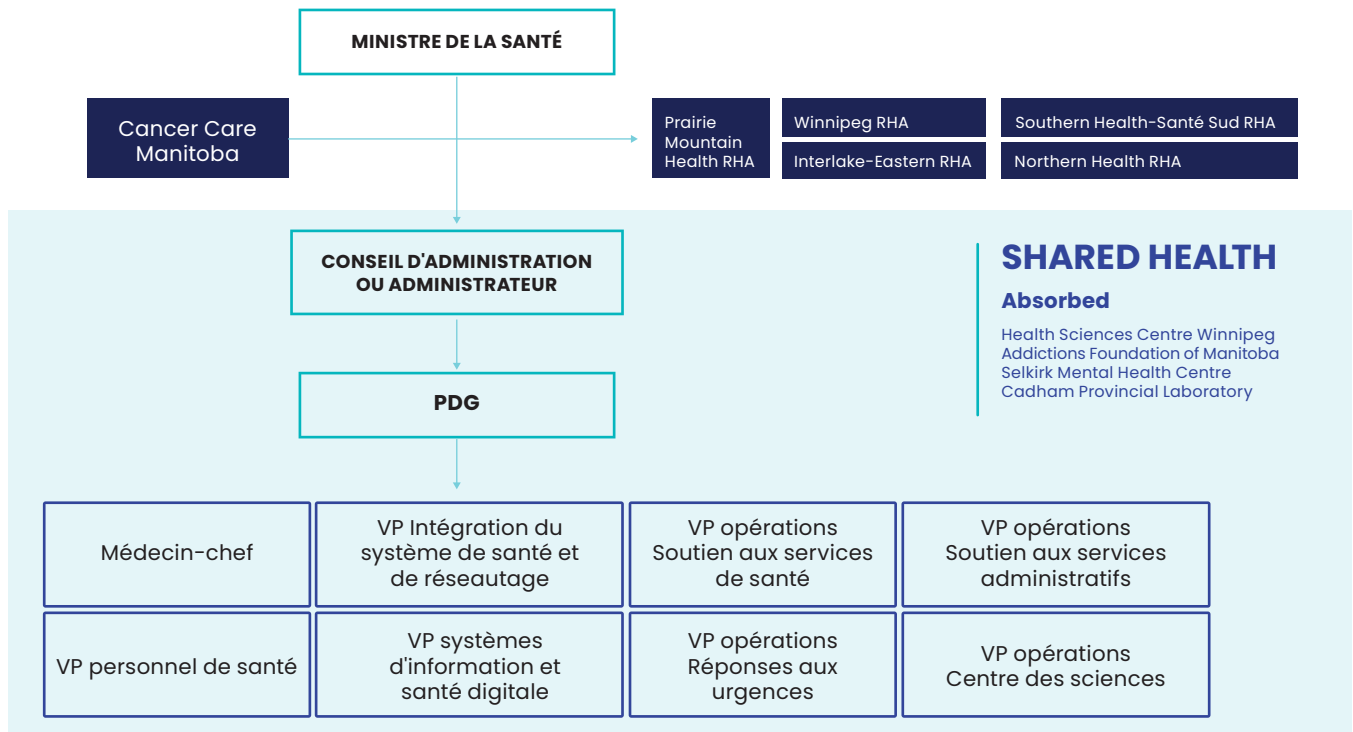 MINISTRE DE LA SANTÉ
Cancer Care
Manitoba
Prairie
Mountain
Health RHA
Winnipeg RHA
Interlake-Eastern RHA
Southern Health-Santé Sud RHA
Northern Health RHA
CONSEIL D'ADMINISTRATION
OU ADMINISTRATEUR
SHARED HEALTH
Absorbed
Health Sciences Centre Winnipeg
Addictions Foundation of Manitoba
Selkirk Mental Health Centre
Cadham Provincial Laboratory
PDG
Médecin-chef
VP Intégration du
système de santé et
de réseautage
VP opérations
Soutien aux services
de santé
VP opérations
Soutien aux services
administratifs
VP personnel de santé
VP systèmes
d'information et
santé digitale
VP opérations
Réponses aux
urgences
VP opérations
Centre des sciences